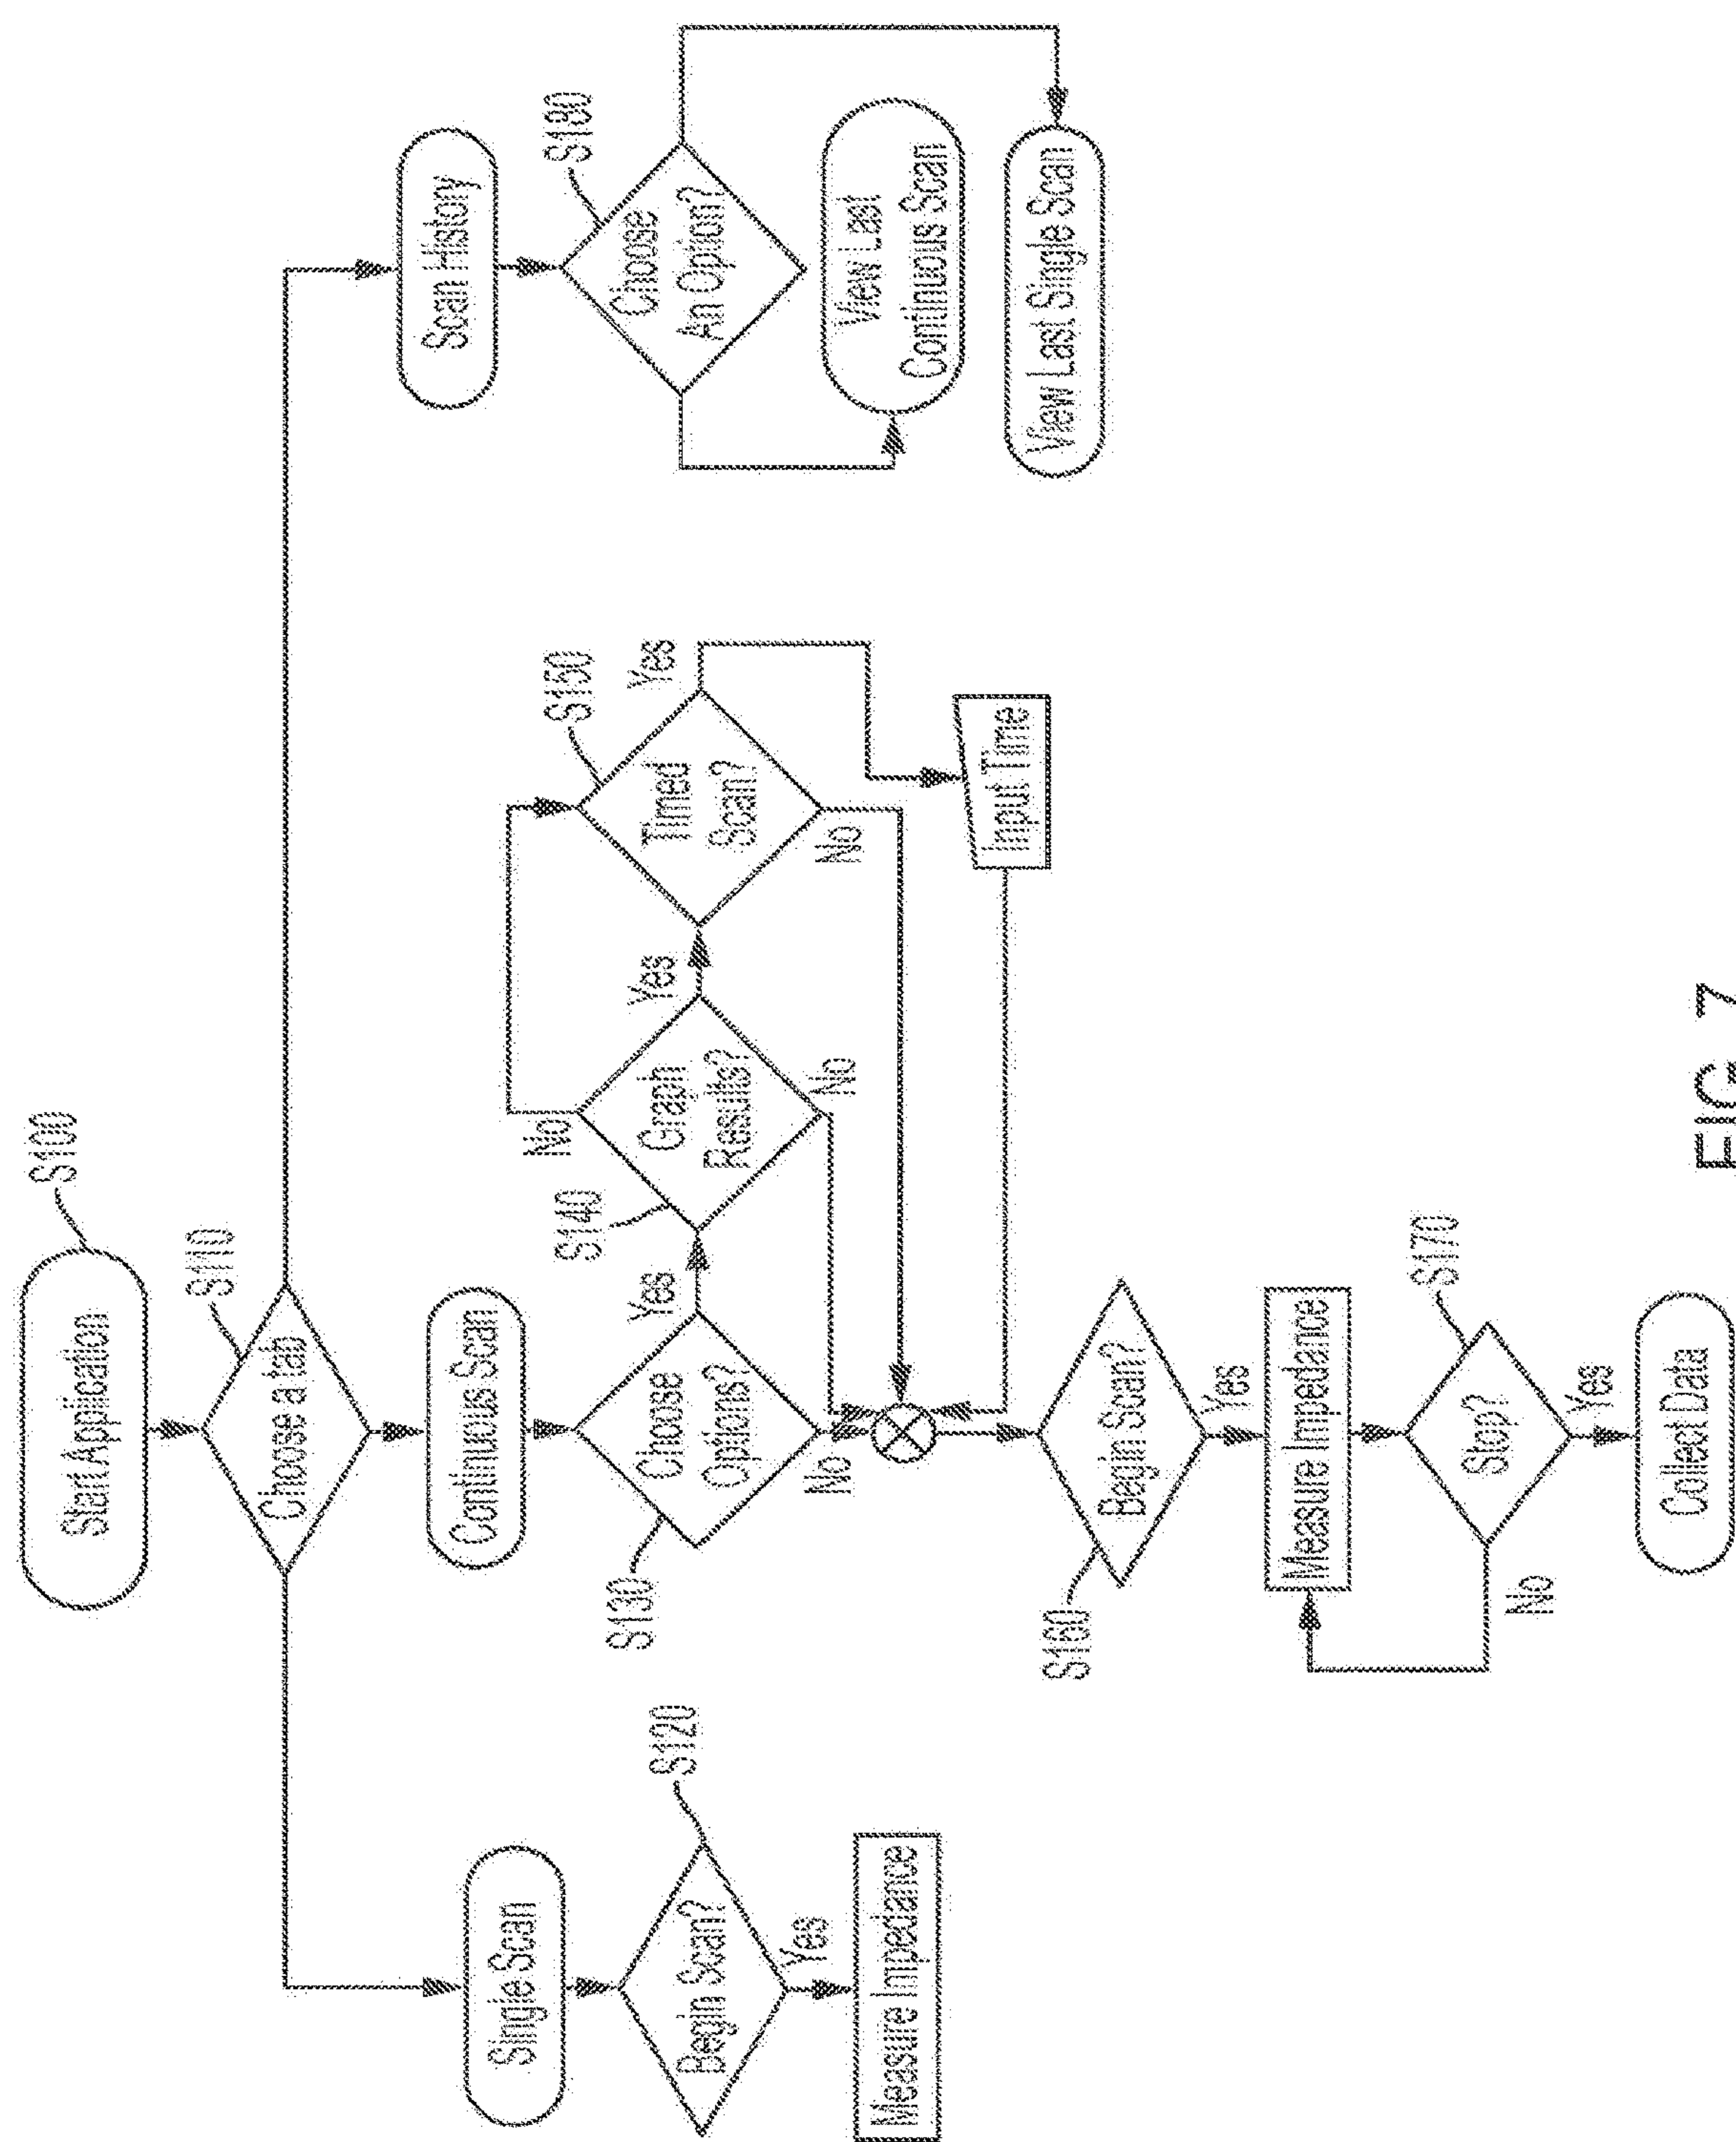 Start Application
S100
Choose a tab
S110
Single Scan
Begin Scan?
S120
Yes
Measure Impedance
Continuous Scan
Choose
Options?
S130
Yes
No
Graph
Results?
S140
No
Yes
No
Timed
Scan?
S150
Yes
No
Input Time
Begin Scan?
S160
Yes
Measure Impedance
Stop?
S170
No
Yes
Collect Data
Scan History
Choose
An Option?
S180
View Last
Continuous Scan
View Last Single Scan
FIG. 7